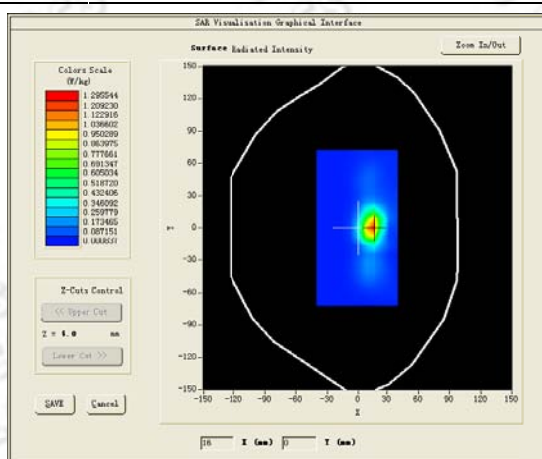 SAR Visualisation Graphical Interface
Surface Radiated Intensity
Zoom In/Out
Colors Scale
(W/kg)
1.295544
1.209230
1.122916
1.036602
0.950289
0.863975
0.777661
0.691347
0.605034
0.518720
0.432406
0.346092
0.259779
0.173465
0.087151
0.000837
150
120
90
60
30
0
-30
-60
-90
-120
-150
Y
-150 -120 -90 -60 -30 0 30 60 90 120 150
X
Z-Cuts Control
<< Upper Cut
Z = 4.0 mm
Lower Cut >>
SAVE Cancel
16 X (mm) 0 Y (mm)